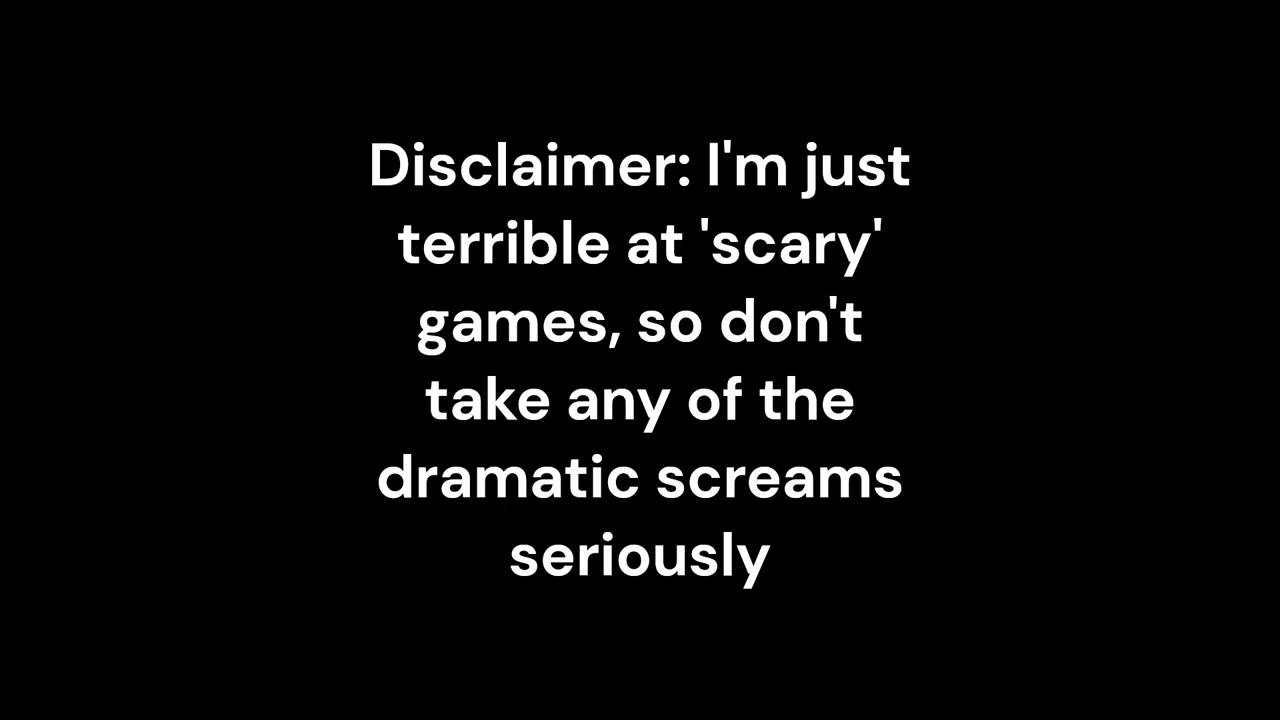 Disclaimer: I'm just
terrible at 'scary'
games, so don't
take any of the
dramatic screams
seriously